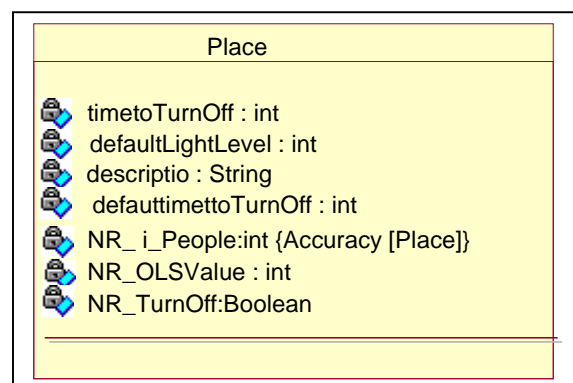 Place
timetoTurnOff : int
defaultLightLevel : int
descriptio : String
defauttimettoTurnOff : int
NR_ i_People:int {Accuracy [Place]}
NR_OLSValue : int
NR_TurnOff:Boolean